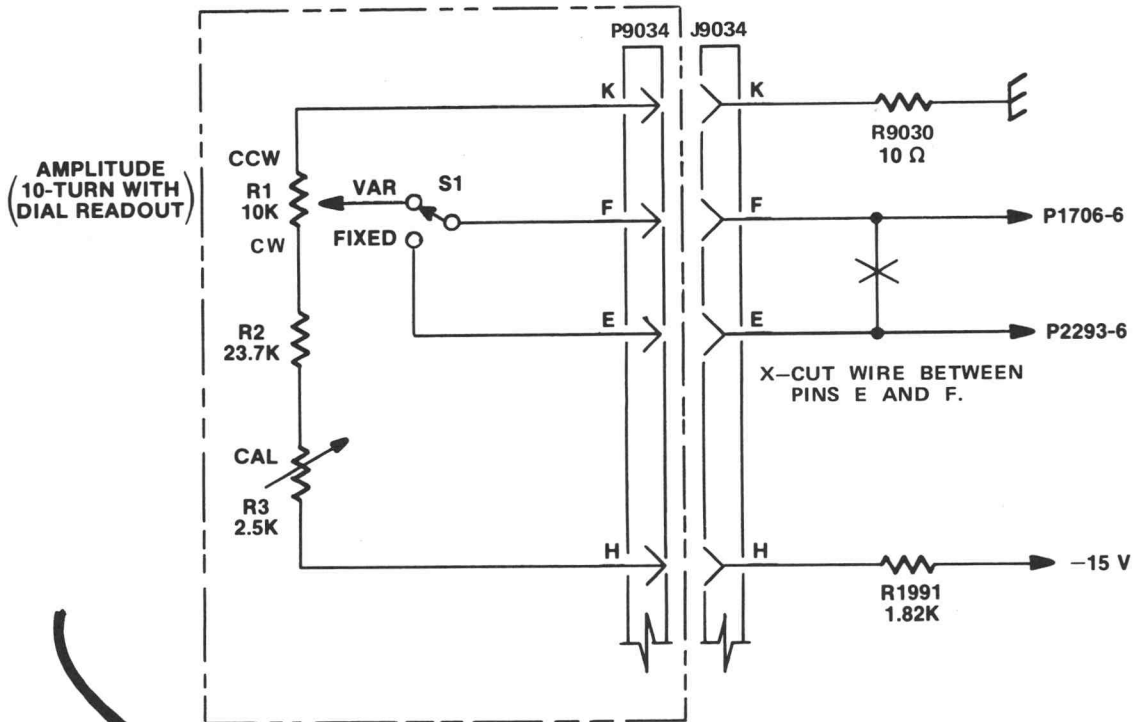 P9034 J9034
K K
R9030
10 Ω
AMPLITUDE
(10-TURN WITH
DIAL READOUT)
CCW
R1
10K
CW
VAR S1
FIXED
F F
P1706-6
E E
P2293-6
X–CUT WIRE BETWEEN
PINS E AND F.
R2
23.7K
CAL
R3
2.5K
H H
–15 V
R1991
1.82K